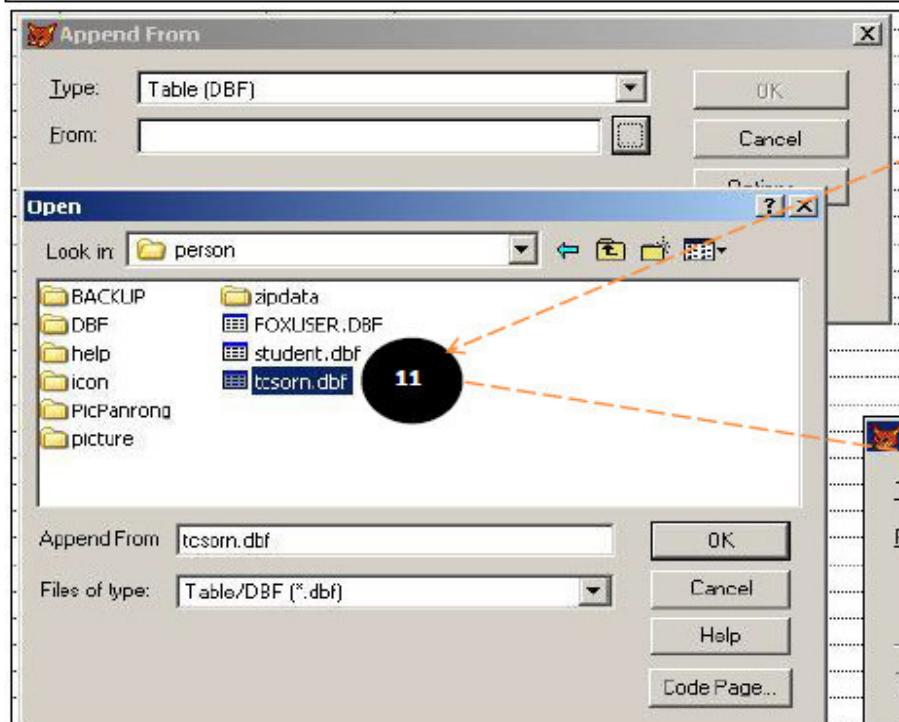 Append From
Type: Table (DBF) OK
From: Cancel
Open
Look in: person
BACKUP zipdata
DBF FOXUSER.DBF
help student.dbf
icon tcsorn.dbf 11
PicPanrong
picture
Append From tcsorn.dbf OK
Files of type: Table/DBF (*.dbf) Cancel
Help
Code Page...